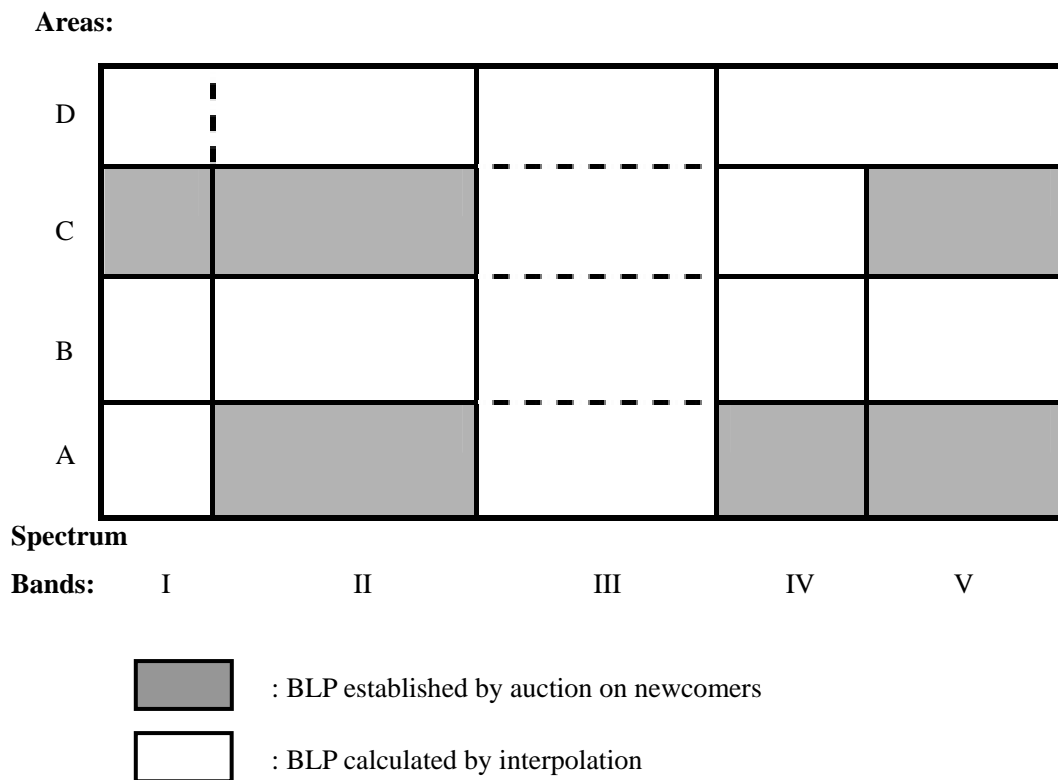 Areas:
D
C
B
A
Spectrum
Bands: I II III IV V
: BLP established by auction on newcomers
: BLP calculated by interpolation